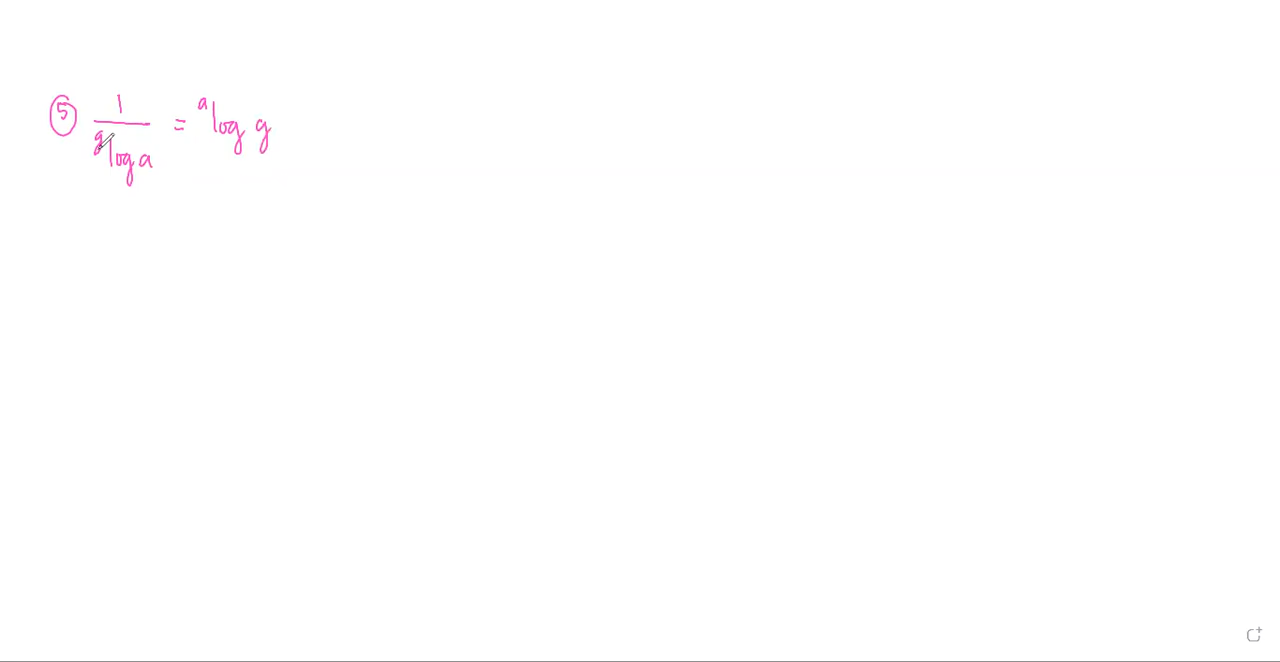 ⑤ 1/(ᵍlog a) = ᵃlog g